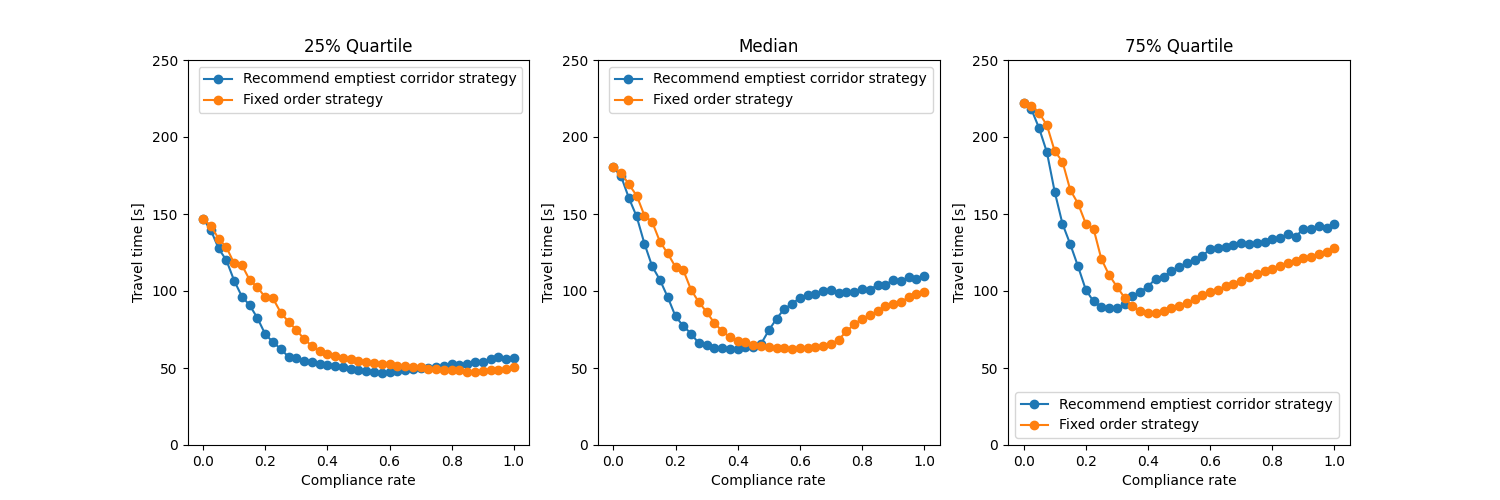 25% Quartile
250
200
150
100
50
0
Travel time [s]
Recommend emptiest corridor strategy
Fixed order strategy
0.0 0.2 0.4 0.6 0.8 1.0
Compliance rate
Median
250
200
150
100
50
0
Travel time [s]
Recommend emptiest corridor strategy
Fixed order strategy
0.0 0.2 0.4 0.6 0.8 1.0
Compliance rate
75% Quartile
250
200
150
100
50
0
Travel time [s]
Recommend emptiest corridor strategy
Fixed order strategy
0.0 0.2 0.4 0.6 0.8 1.0
Compliance rate